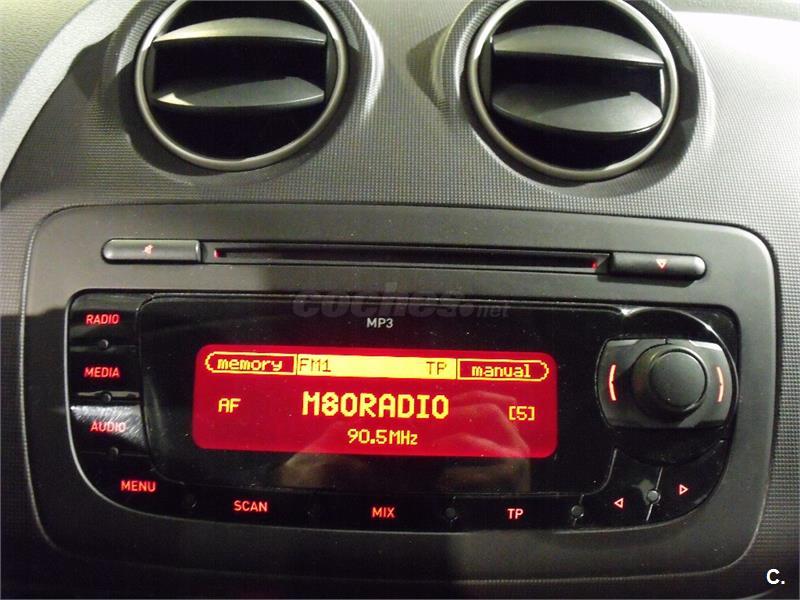 coches.net
MP3
RADIO
MEDIA
AUDIO
MENU
memory FM1 TP manual
AF M80RADIO [5]
90.5MHz
SCAN MIX TP
C.